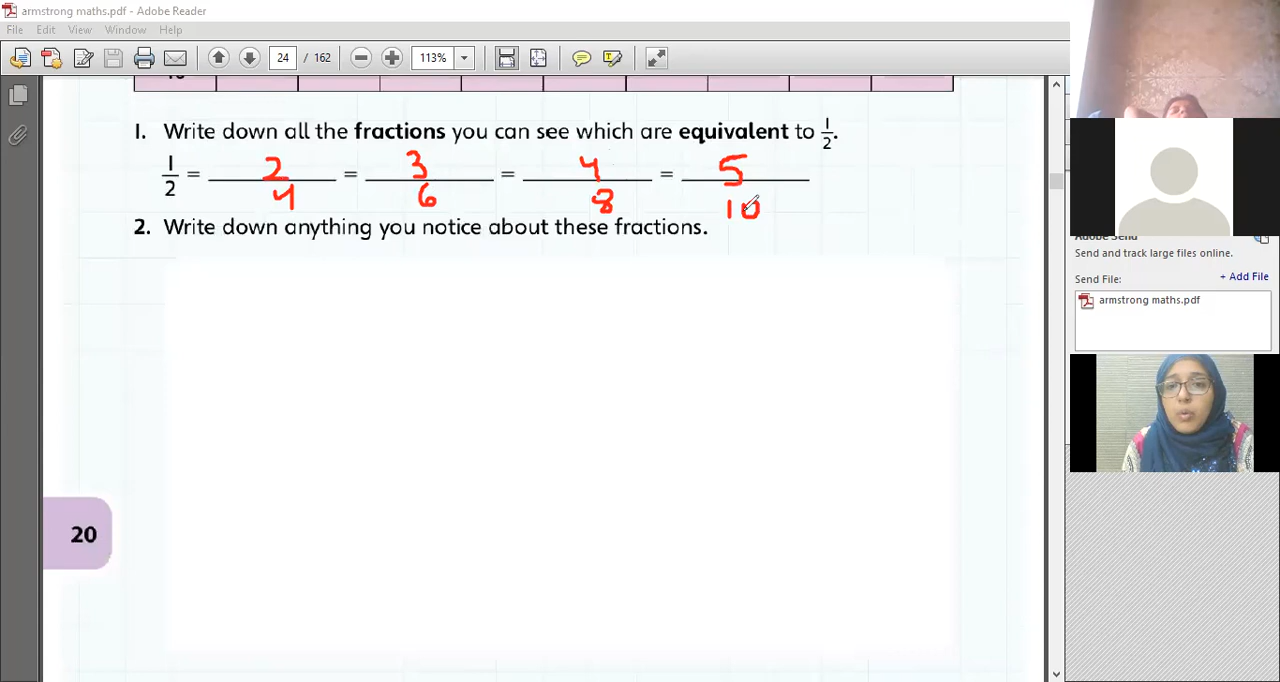 armstrong maths.pdf - Adobe Reader
File Edit View Window Help
24 / 162 113%
1. Write down all the fractions you can see which are equivalent to 1/2.
1/2 = 2/4 = 3/6 = 4/8 = 5/10
2. Write down anything you notice about these fractions.
20
Adobe Send
Send and track large files online.
Send File:
+ Add File
armstrong maths.pdf